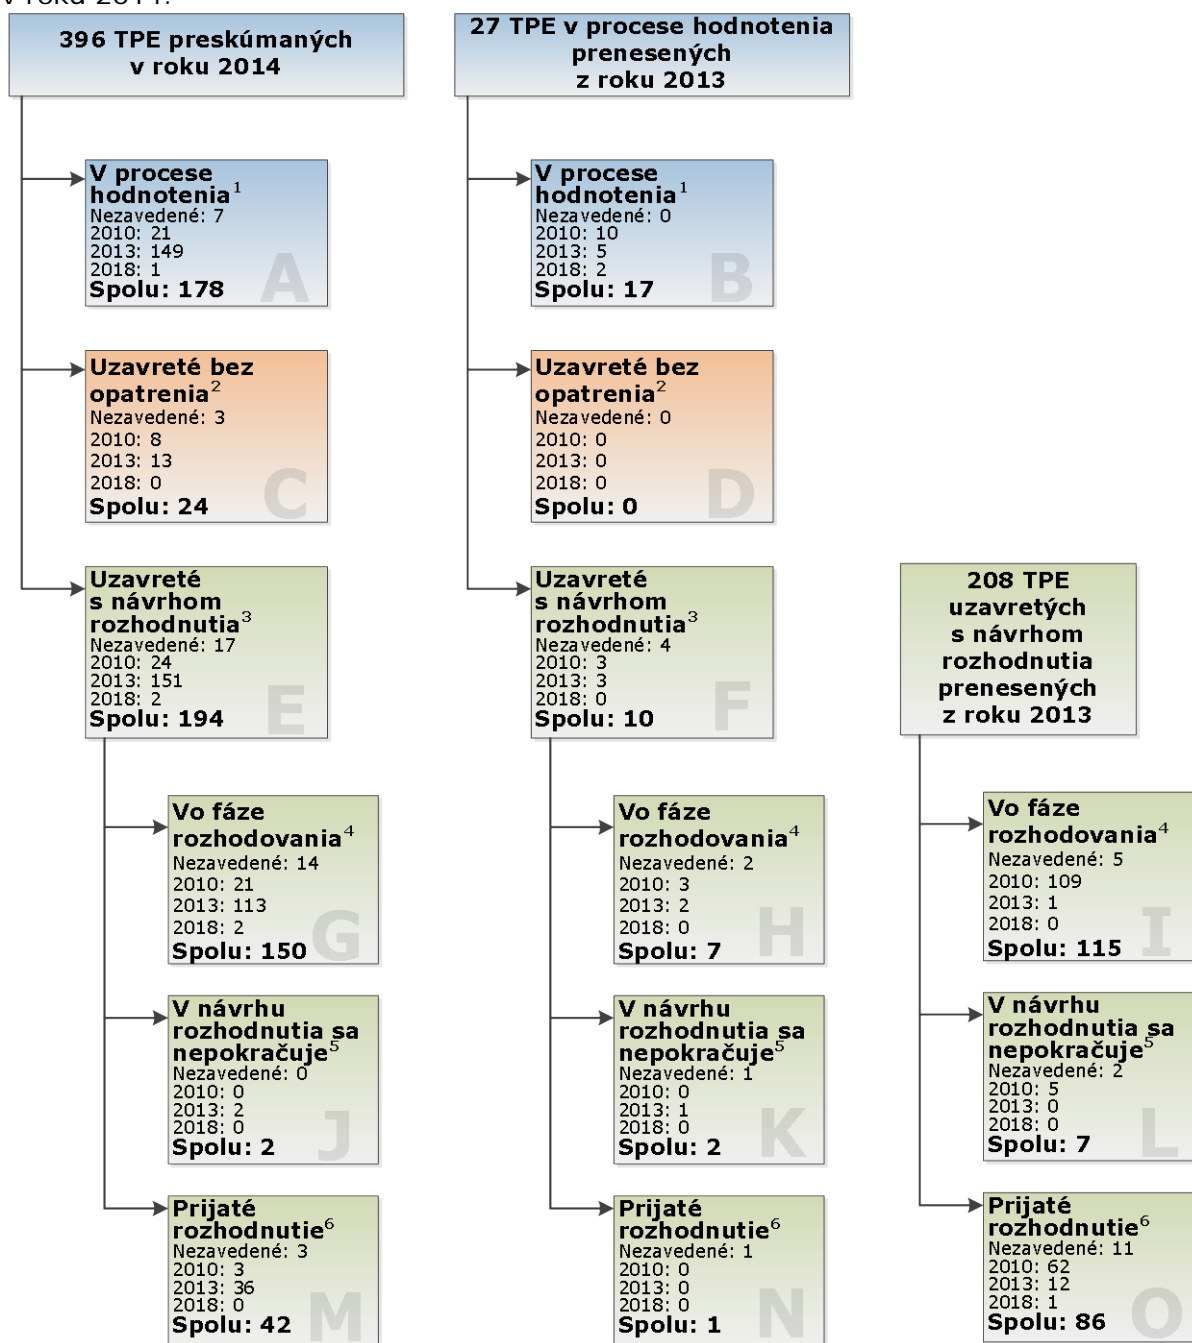 v roku 2014.
396 TPE preskúmaných
v roku 2014
27 TPE v procese hodnotenia
prenesených
z roku 2013
V procese
hodnotenia1
Nezavedené: 7
2010: 21
2013: 149
2018: 1
Spolu: 178
A
V procese
hodnotenia1
Nezavedené: 0
2010: 10
2013: 5
2018: 2
Spolu: 17
B
Uzavreté bez
opatrenia2
Nezavedené: 3
2010: 8
2013: 13
2018: 0
Spolu: 24
C
Uzavreté bez
opatrenia2
Nezavedené: 0
2010: 0
2013: 0
2018: 0
Spolu: 0
D
Uzavreté
s návrhom
rozhodnutia3
Nezavedené: 17
2010: 24
2013: 151
2018: 2
Spolu: 194
E
Uzavreté
s návrhom
rozhodnutia3
Nezavedené: 4
2010: 3
2013: 3
2018: 0
Spolu: 10
F
208 TPE
uzavretých
s návrhom
rozhodnutia
prenesených
z roku 2013
Vo fáze
rozhodovania4
Nezavedené: 14
2010: 21
2013: 113
2018: 2
Spolu: 150
G
Vo fáze
rozhodovania4
Nezavedené: 2
2010: 3
2013: 2
2018: 0
Spolu: 7
H
Vo fáze
rozhodovania4
Nezavedené: 5
2010: 109
2013: 1
2018: 0
Spolu: 115
I
V návrhu
rozhodnutia sa
nepokračuje5
Nezavedené: 0
2010: 0
2013: 2
2018: 0
Spolu: 2
J
V návrhu
rozhodnutia sa
nepokračuje5
Nezavedené: 1
2010: 0
2013: 1
2018: 0
Spolu: 2
K
V návrhu
rozhodnutia sa
nepokračuje5
Nezavedené: 2
2010: 5
2013: 0
2018: 0
Spolu: 7
L
Prijaté
rozhodnutie6
Nezavedené: 3
2010: 3
2013: 36
2018: 0
Spolu: 42
M
Prijaté
rozhodnutie6
Nezavedené: 1
2010: 0
2013: 0
2018: 0
Spolu: 1
N
Prijaté
rozhodnutie6
Nezavedené: 11
2010: 62
2013: 12
2018: 1
Spolu: 86
O